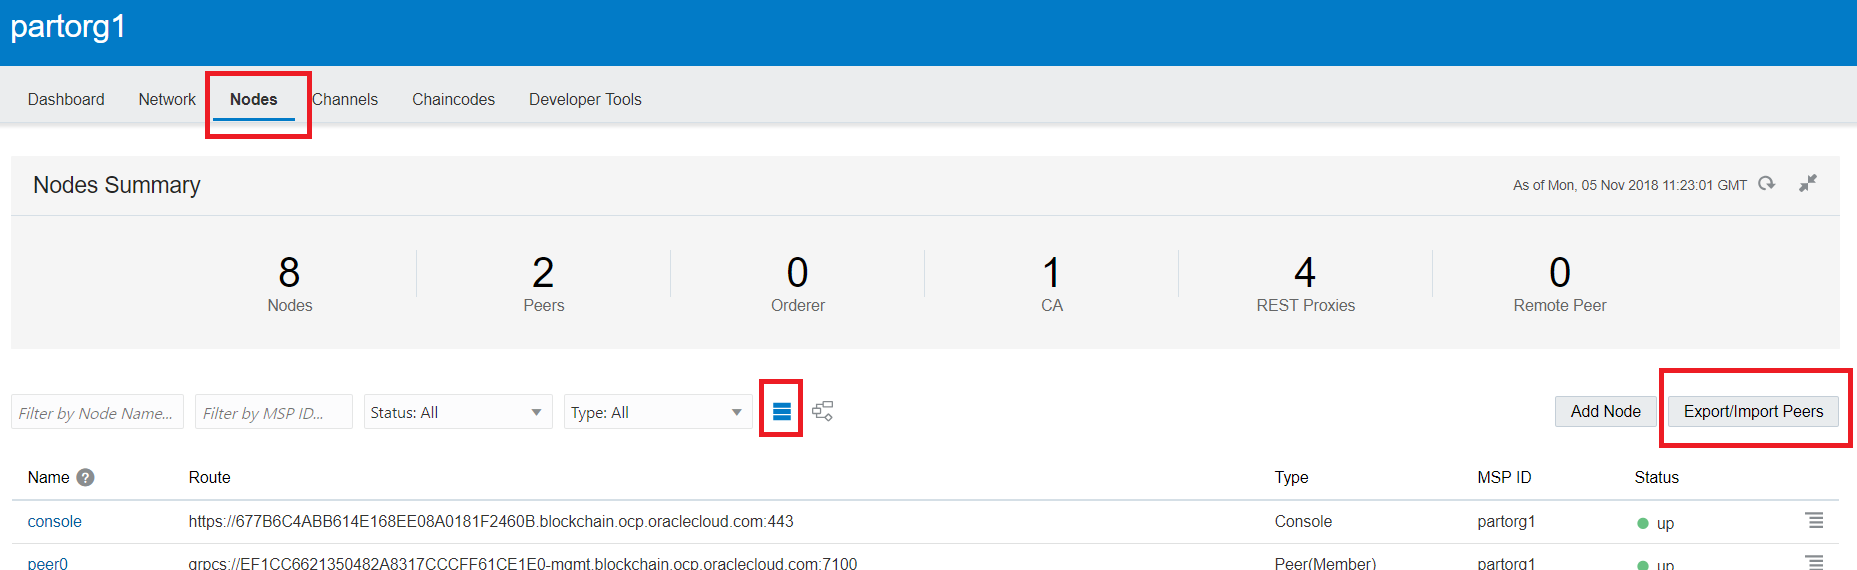 partorg1
Dashboard Network Nodes Channels Chaincodes Developer Tools
Nodes Summary
As of Mon, 05 Nov 2018 11:23:01 GMT
8 2 0 1 4 0
Nodes Peers Orderer CA REST Proxies Remote Peer
Filter by Node Name... Filter by MSP ID... Status: All Type: All Add Node Export/Import Peers
Name ? Route Type MSP ID Status
console https://677B6C4ABB614E168EE08A0181F2460B.blockchain.ocp.oraclecloud.com:443 Console partorg1 up
peer0 grpcs://EF1CC6621350482A8317CCCFF61CE1E0-mgmt.blockchain.ocp.oraclecloud.com:7100 Peer(Member) partorg1 up